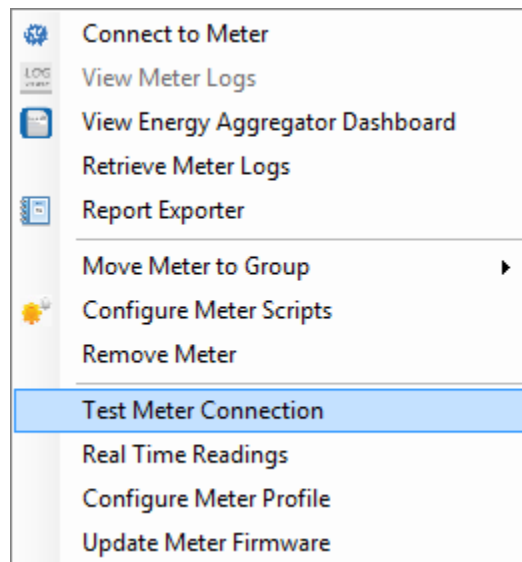 Connect to Meter
LOG
View Meter Logs
View Energy Aggregator Dashboard
Retrieve Meter Logs
Report Exporter
Move Meter to Group
Configure Meter Scripts
Remove Meter
Test Meter Connection
Real Time Readings
Configure Meter Profile
Update Meter Firmware